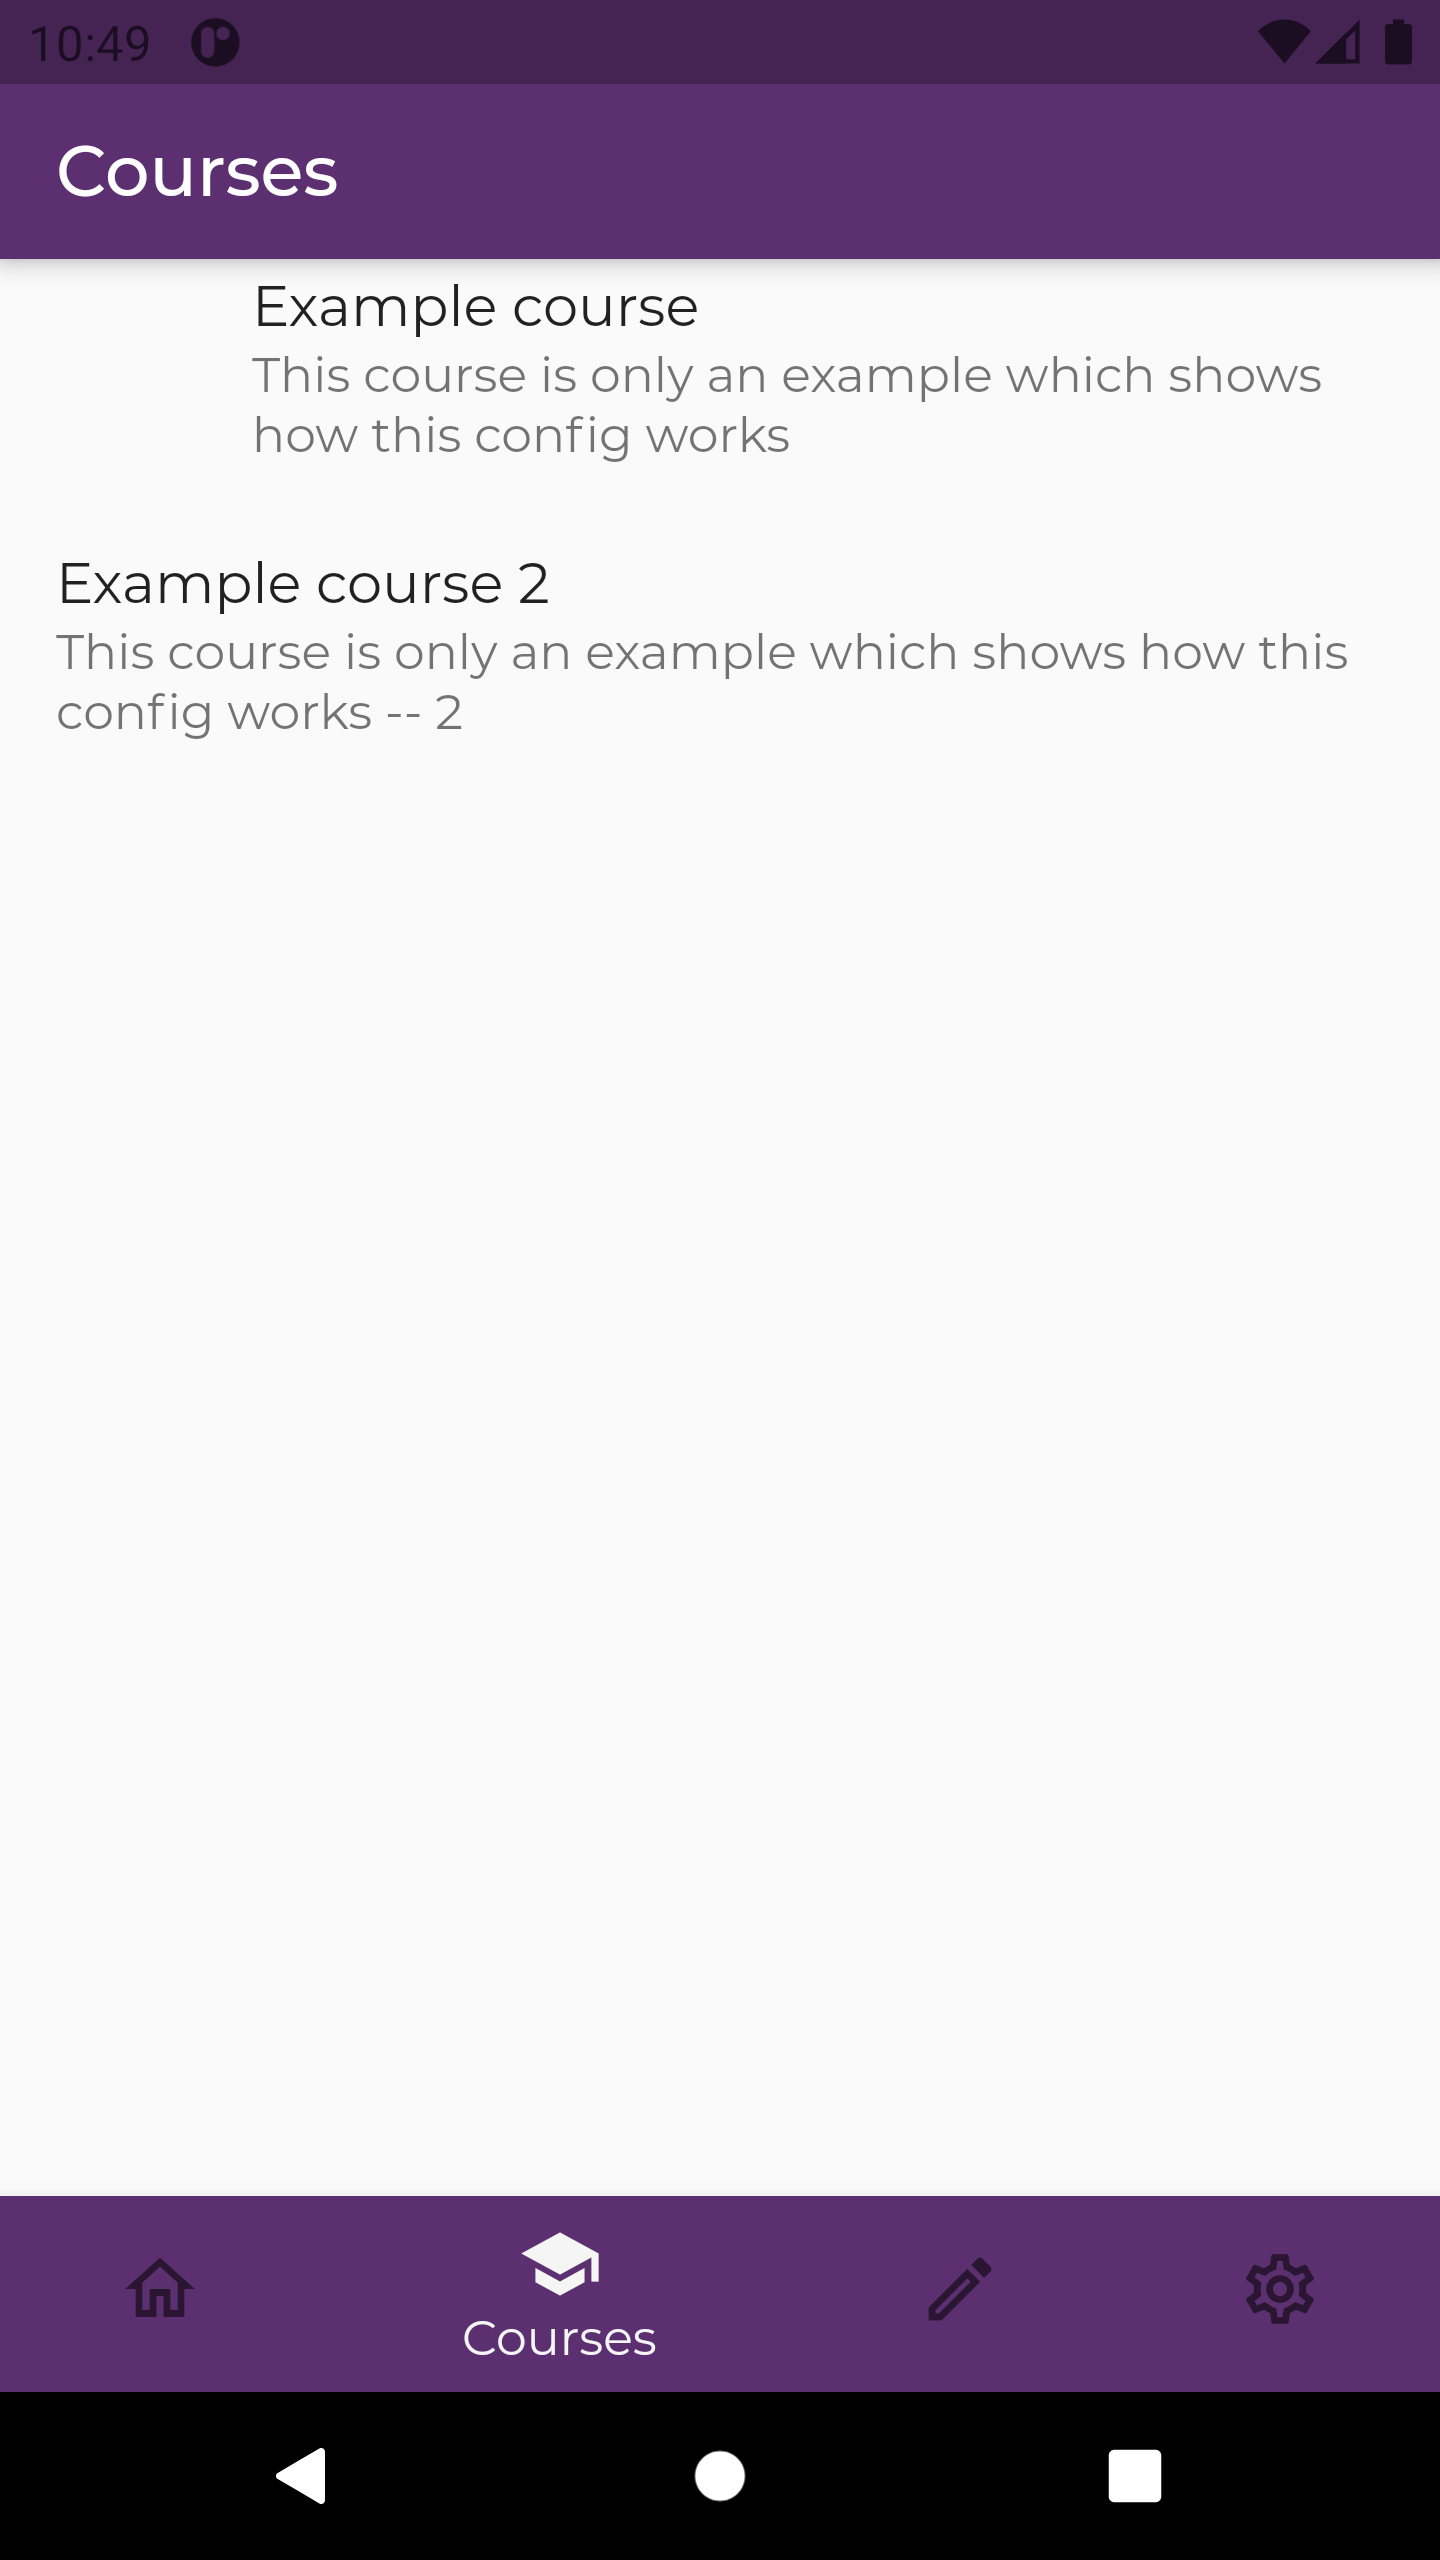 10:49
Courses
Example course
This course is only an example which shows
how this config works
Example course 2
This course is only an example which shows how this
config works -- 2
Courses